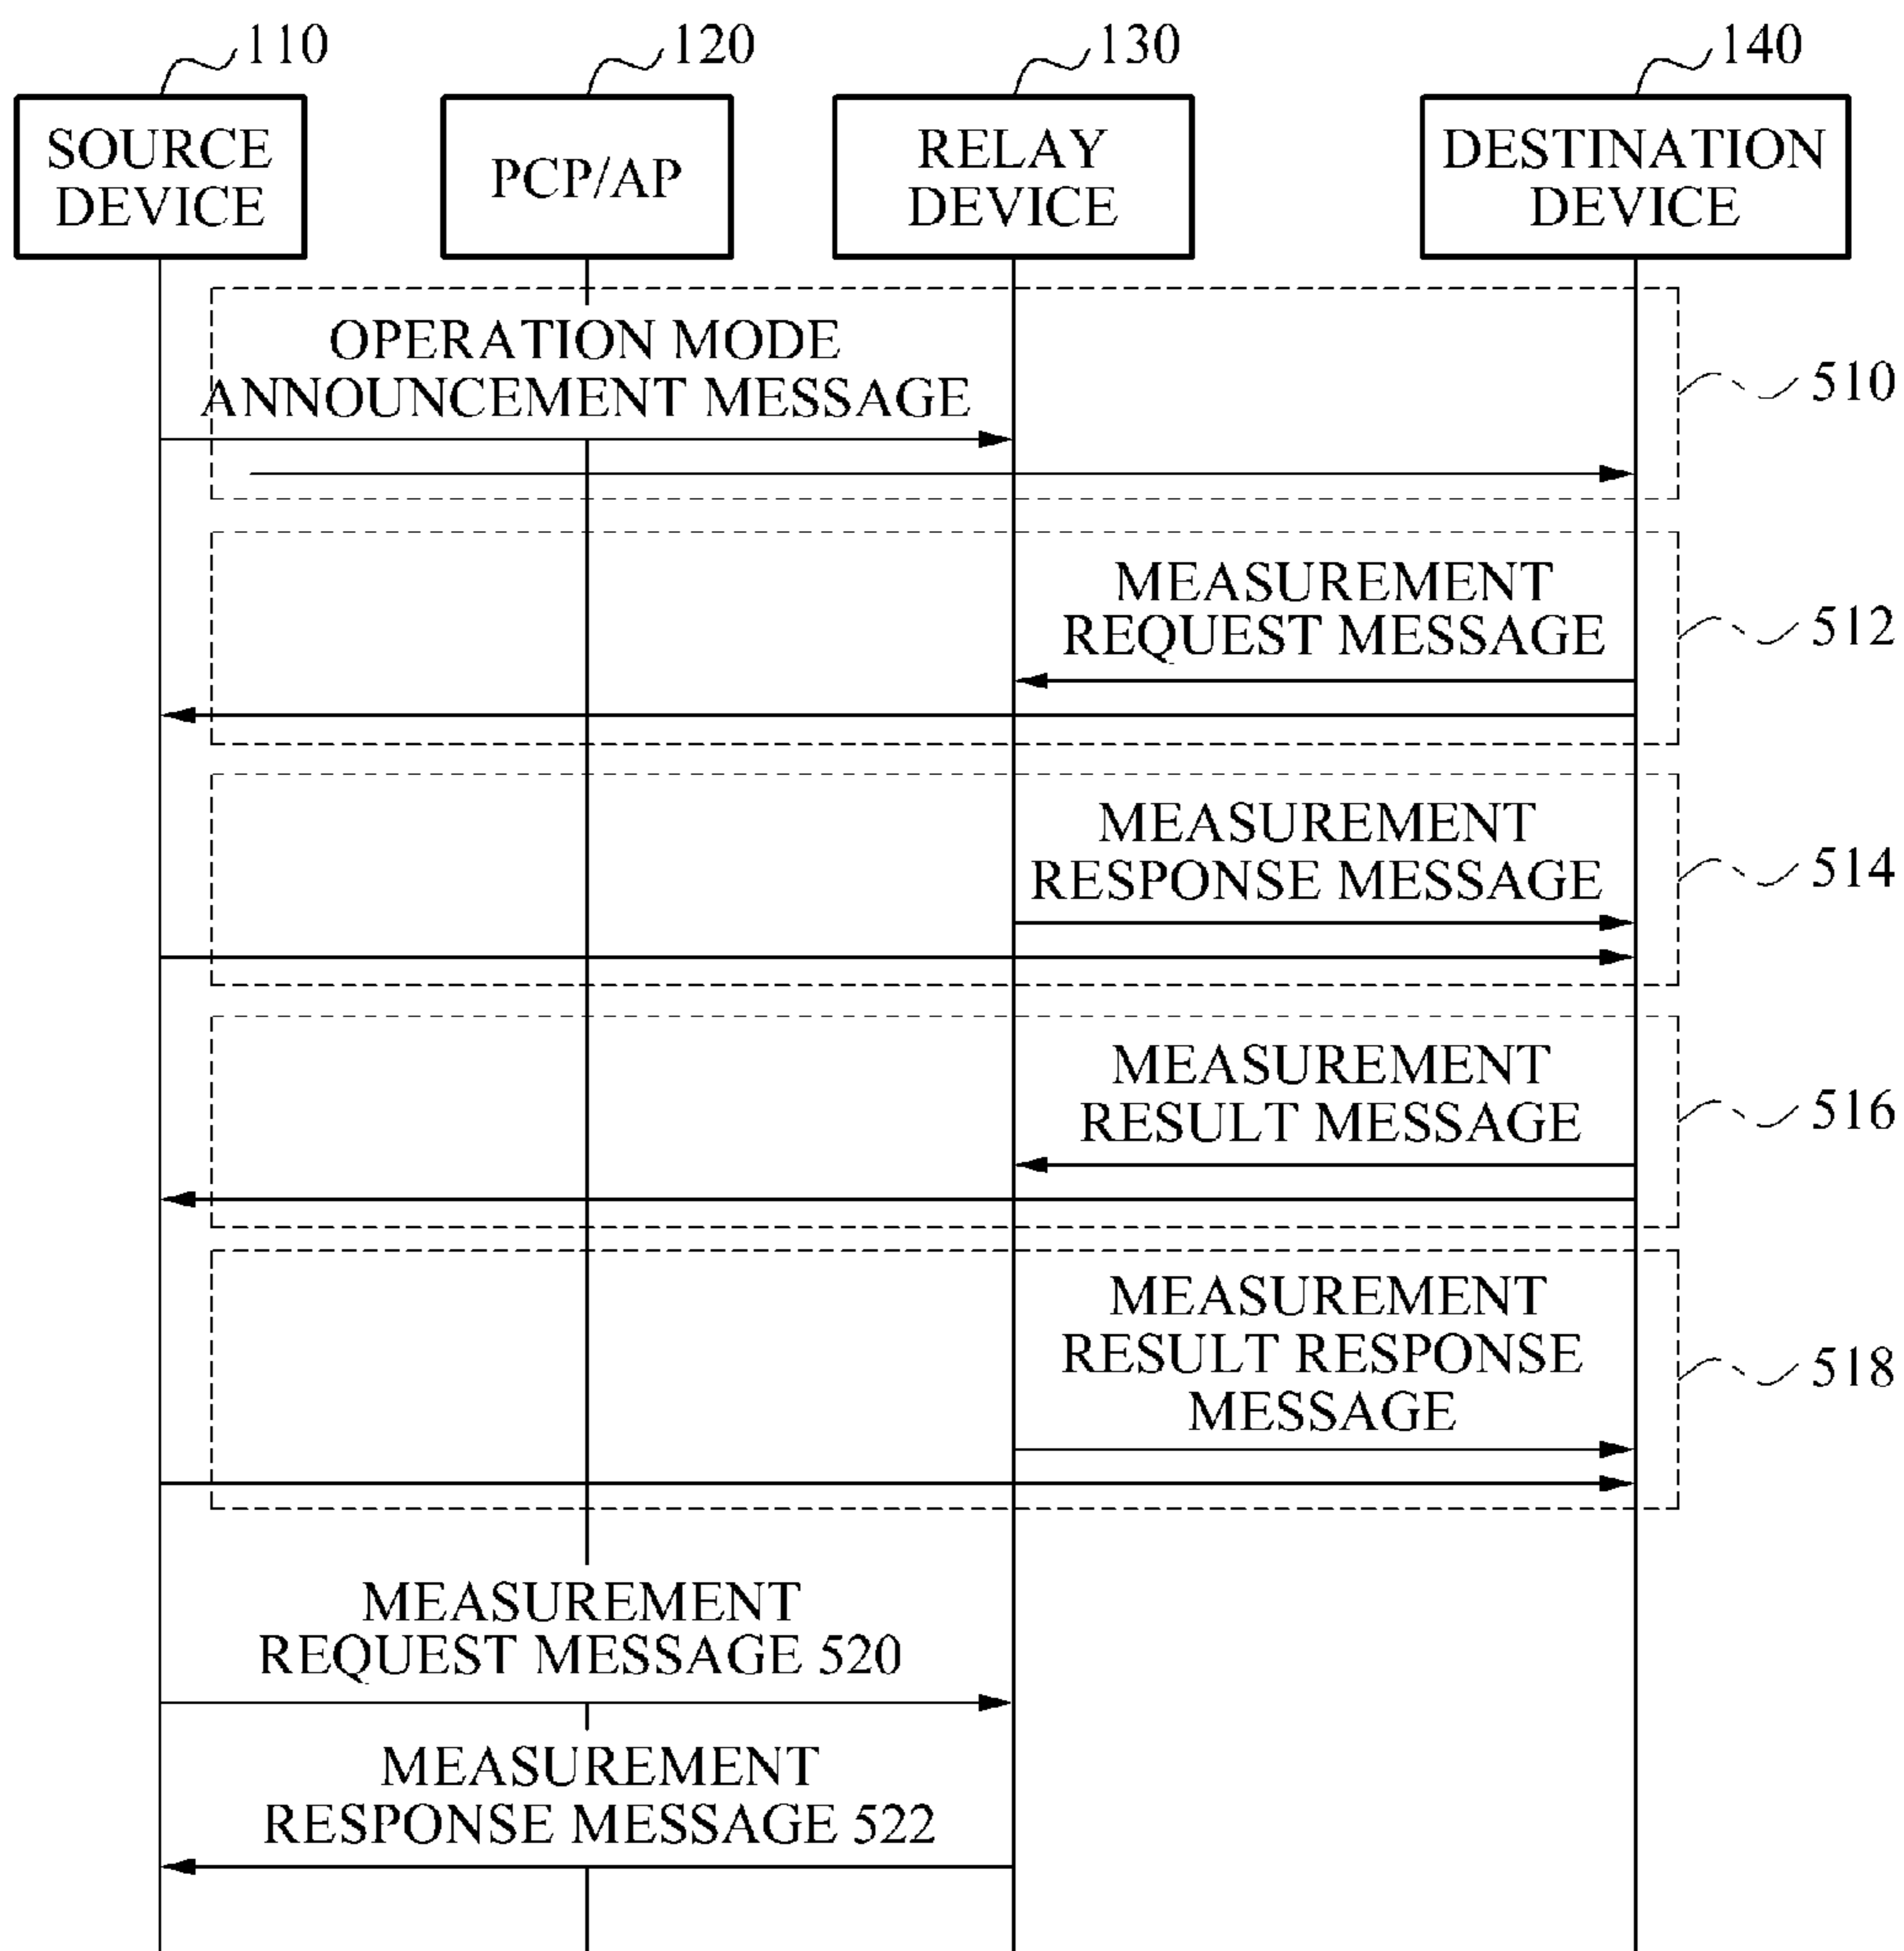 110
120
130
140
SOURCE
DEVICE
PCP/AP
RELAY
DEVICE
DESTINATION
DEVICE
OPERATION MODE
ANNOUNCEMENT MESSAGE
510
MEASUREMENT
REQUEST MESSAGE
512
MEASUREMENT
RESPONSE MESSAGE
514
MEASUREMENT
RESULT MESSAGE
516
MEASUREMENT
RESULT RESPONSE
MESSAGE
518
MEASUREMENT
REQUEST MESSAGE 520
MEASUREMENT
RESPONSE MESSAGE 522